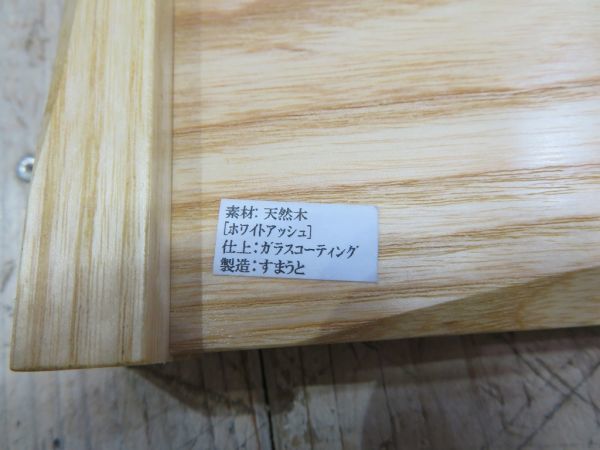 素材: 天然木
[ホワイトアッシュ]
仕上:ガラスコーティング
製造:すまうと